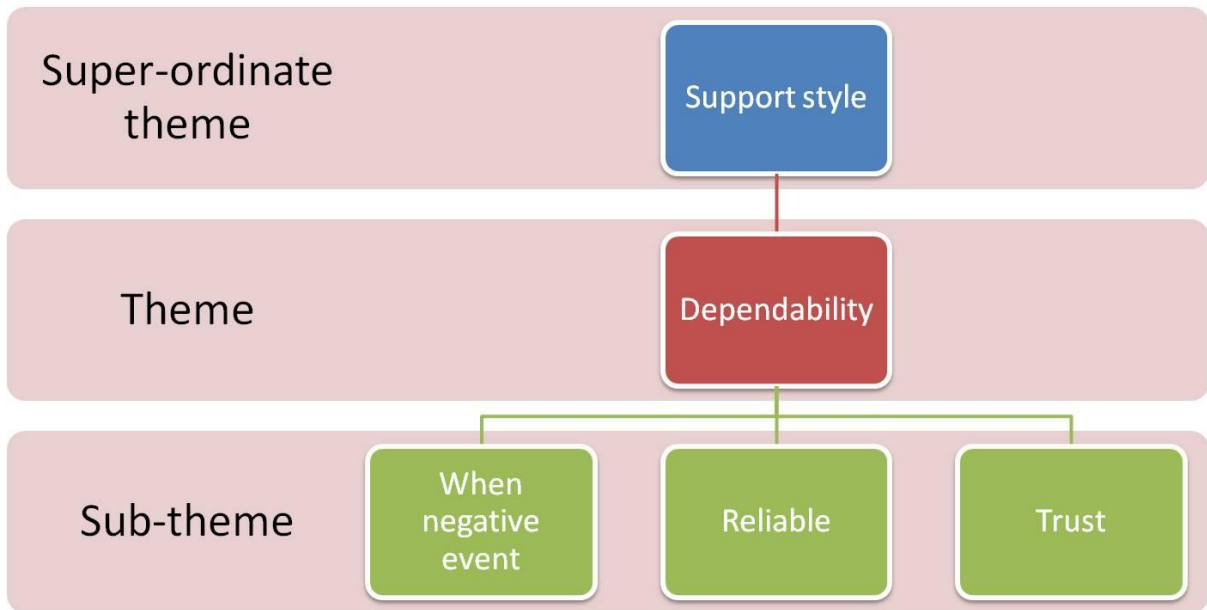 Super-ordinate
theme
Support style
Theme
Dependability
Sub-theme
When
negative
event
Reliable
Trust